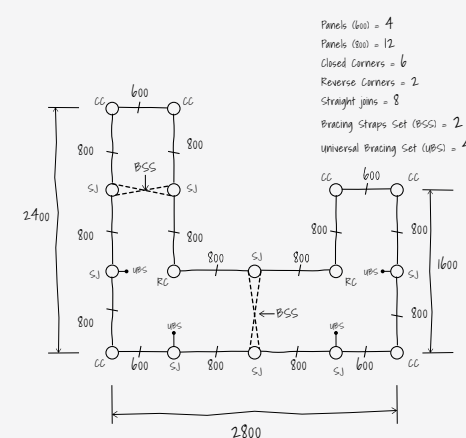 Panels (600) = 4
Panels (800) = 12
Closed Corners = 6
Reverse Corners = 2
Straight joins = 8
Bracing Straps Set (BSS) = 2
Universal Bracing Set (UBS) = 4
600
CC
CC
800
800
BSS
SJ
SJ
CC
600
CC
2400
800
800
800
800
800
SJ
800
1600
SJ
UBS
RC
RC
UBS
SJ
800
BSS
800
UBS
UBS
CC
600
SJ
800
SJ
800
SJ
600
CC
2800